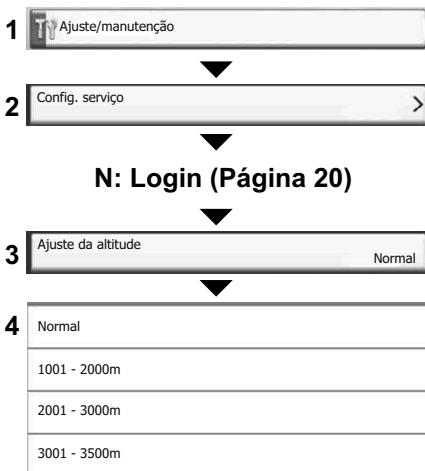 1 Ajuste/manutenção
2 Config. serviço >
N: Login (Página 20)
3 Ajuste da altitude
Normal
4 Normal
1001 - 2000m
2001 - 3000m
3001 - 3500m